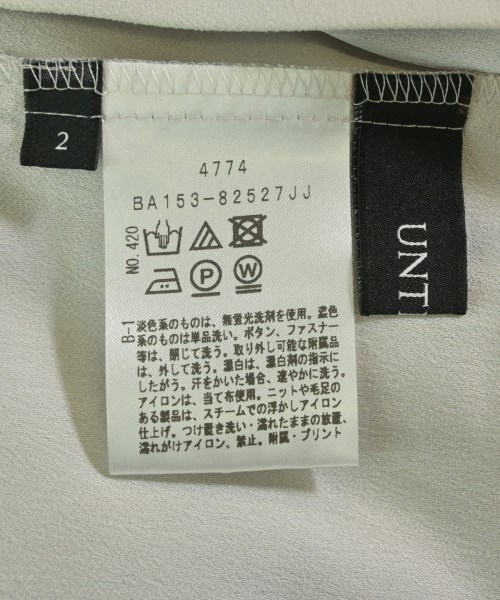 2
4774
BA153-82527JJ
NO.420
P
W
B-1
淡色系のものは、無蛍光洗剤を使用。濃色
系のものは単品洗い。ボタン、ファスナー
等は、閉じて洗う。取り外し可能な附属品
は、外して洗う。漂白は、漂白剤の指示に
したがう。汗をかいた場合、速やかに洗う。
アイロンは、当て布使用。ニットや毛足の
ある製品は、スチームでの浮かしアイロン
仕上げ。つけ置き洗い・濡れたままの放置、
濡れがけアイロン、禁止。附属・プリント
UNT